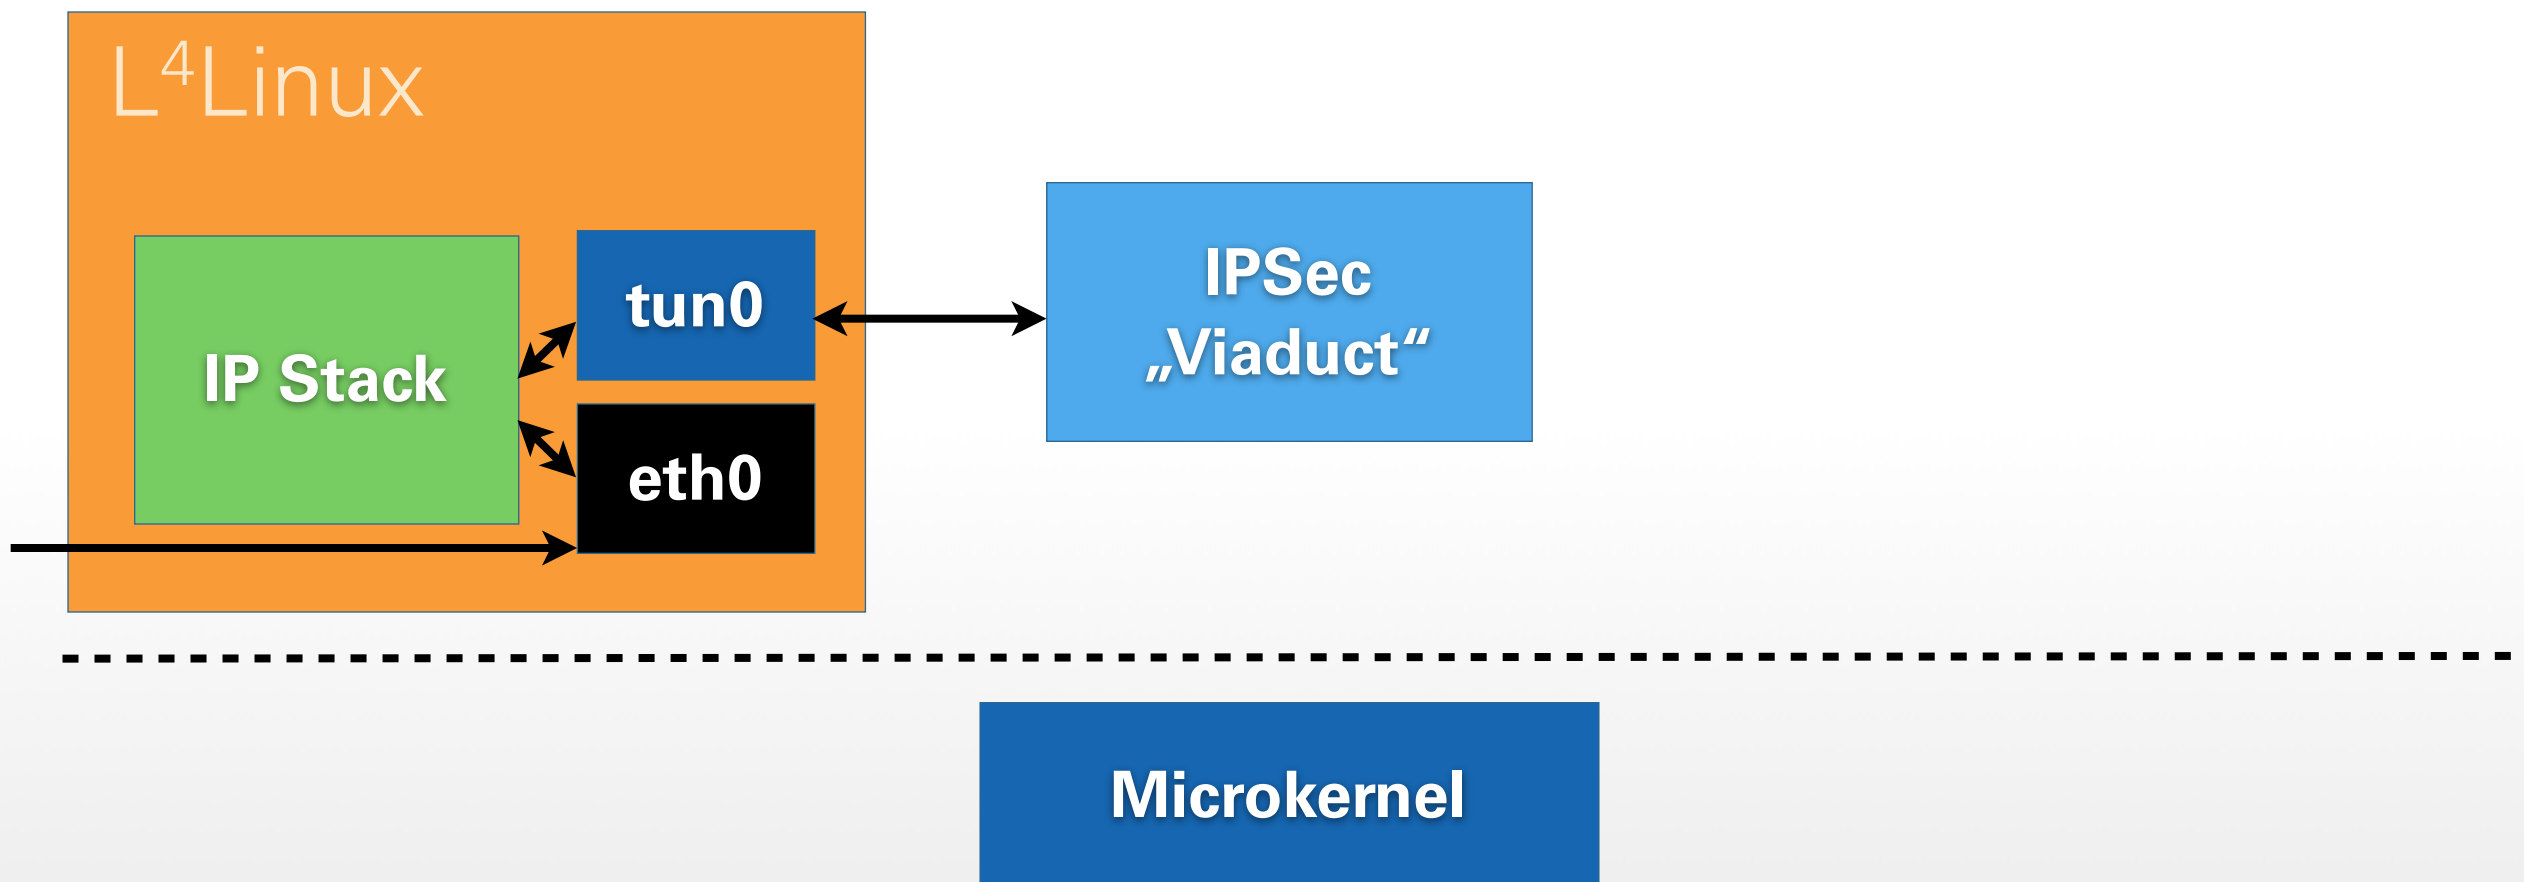 L⁴Linux
IP Stack
tun0
eth0
IPSec
„Viaduct“
Microkernel